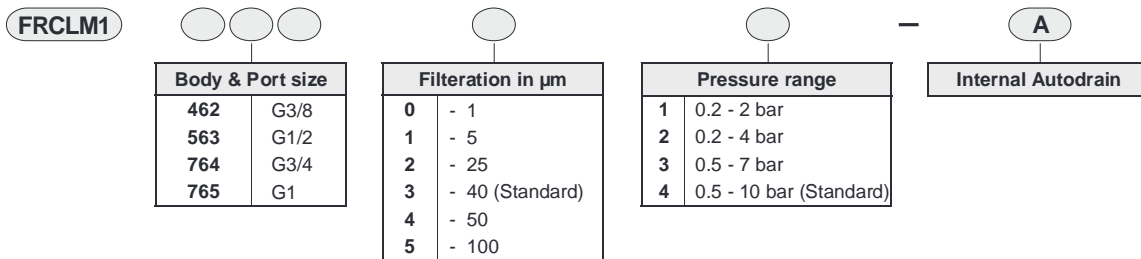 FRCLM1 – A
Body & Port size
462 G3/8
563 G1/2
764 G3/4
765 G1
Filteration in µm
0 - 1
1 - 5
2 - 25
3 - 40 (Standard)
4 - 50
5 - 100
Pressure range
1 0.2 - 2 bar
2 0.2 - 4 bar
3 0.5 - 7 bar
4 0.5 - 10 bar (Standard)
Internal Autodrain